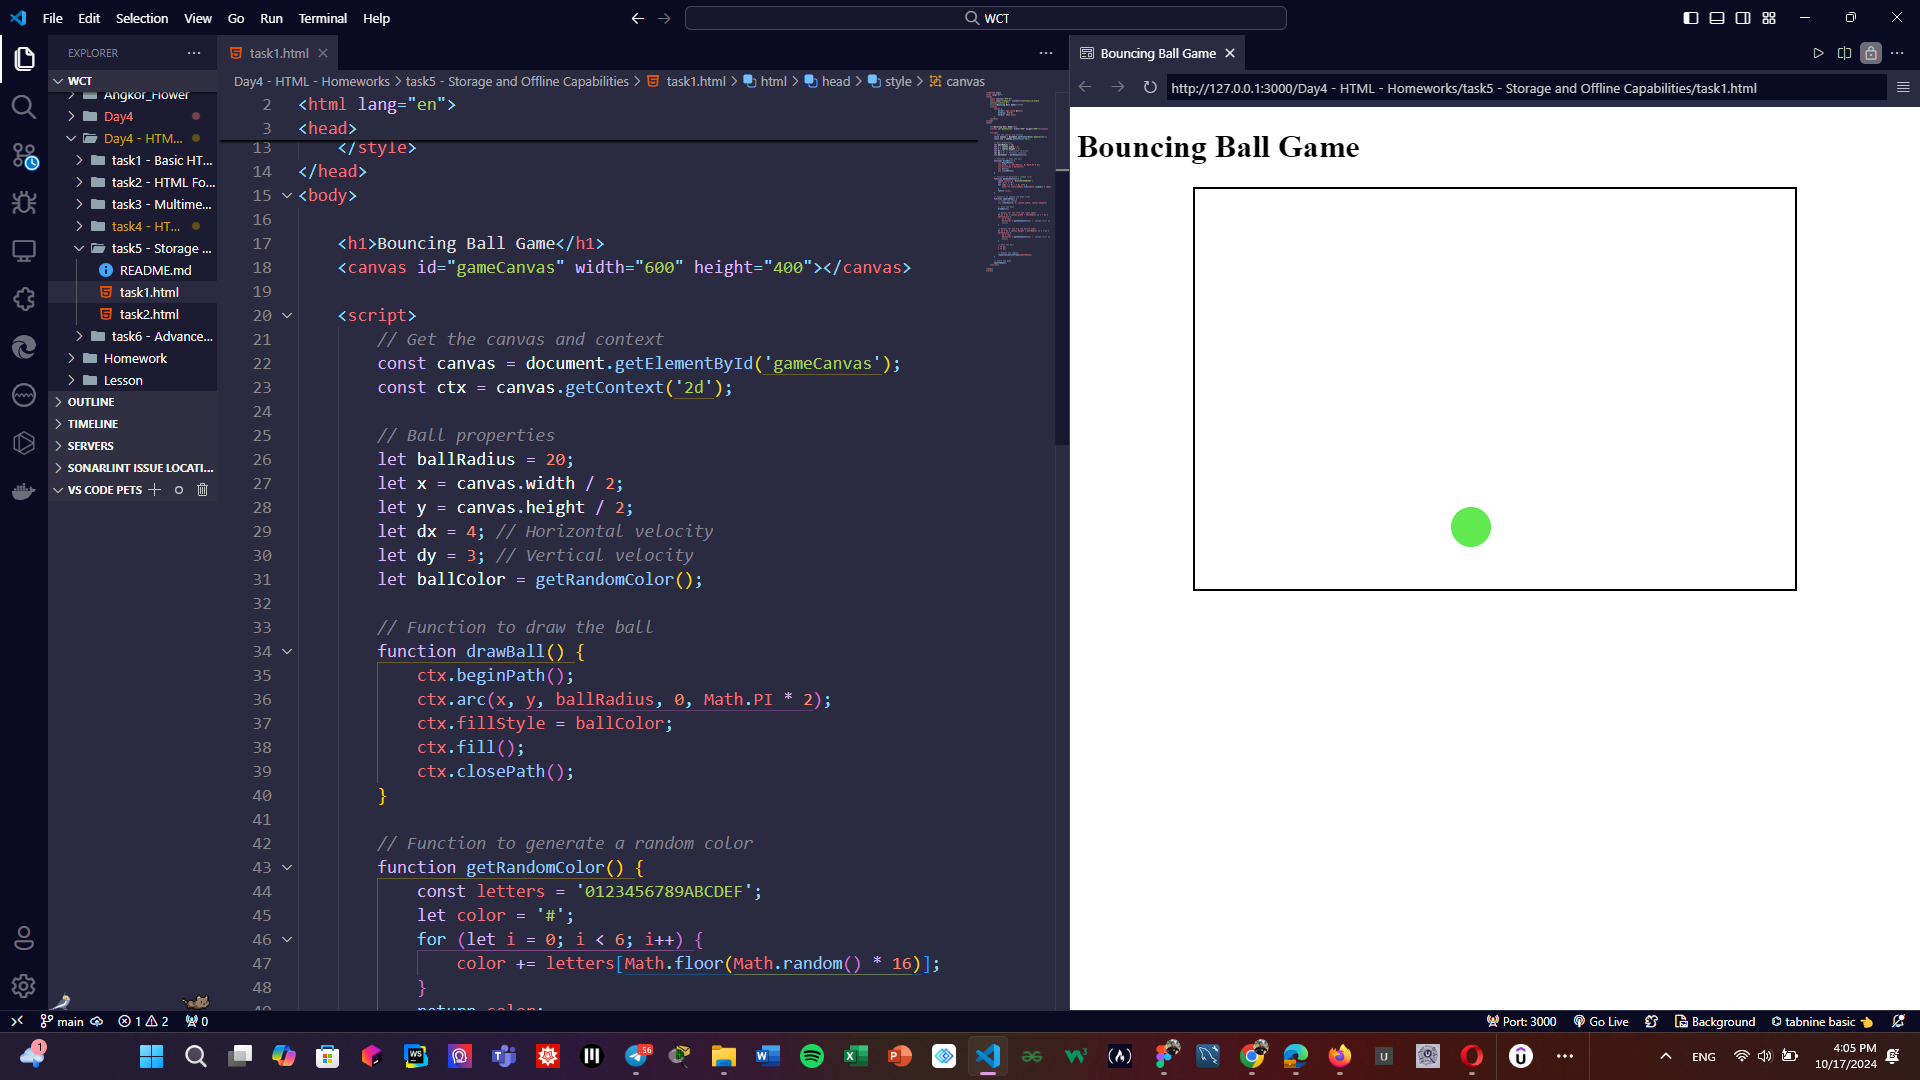 File Edit Selection View Go Run Terminal Help
WCT
EXPLORER
WCT
Angkor_Flower
Day4
Day4 - HTM...
task1 - Basic HT...
task2 - HTML Fo...
task3 - Multime...
task4 - HT...
task5 - Storage ...
README.md
task1.html
task2.html
task6 - Advance...
Homework
Lesson
OUTLINE
TIMELINE
SERVERS
SONARLINT ISSUE LOCATI...
VS CODE PETS
task1.html
Day4 - HTML - Homeworks > task5 - Storage and Offline Capabilities > task1.html > html > head > style > canvas
2 <html lang="en">
3 <head>
13 </style>
14 </head>
15 <body>
16
17 <h1>Bouncing Ball Game</h1>
18 <canvas id="gameCanvas" width="600" height="400"></canvas>
19
20 <script>
21 // Get the canvas and context
22 const canvas = document.getElementById('gameCanvas');
23 const ctx = canvas.getContext('2d');
24
25 // Ball properties
26 let ballRadius = 20;
27 let x = canvas.width / 2;
28 let y = canvas.height / 2;
29 let dx = 4; // Horizontal velocity
30 let dy = 3; // Vertical velocity
31 let ballColor = getRandomColor();
32
33 // Function to draw the ball
34 function drawBall() {
35 ctx.beginPath();
36 ctx.arc(x, y, ballRadius, 0, Math.PI * 2);
37 ctx.fillStyle = ballColor;
38 ctx.fill();
39 ctx.closePath();
40 }
41
42 // Function to generate a random color
43 function getRandomColor() {
44 const letters = '0123456789ABCDEF';
45 let color = '#';
46 for (let i = 0; i < 6; i++) {
47 color += letters[Math.floor(Math.random() * 16)];
48 }
Bouncing Ball Game
http://127.0.0.1:3000/Day4 - HTML - Homeworks/task5 - Storage and Offline Capabilities/task1.html
Bouncing Ball Game
main 1 2 0
Port: 3000 Go Live Background tabnine basic
1
WS
56
ENG
4:05 PM
10/17/2024